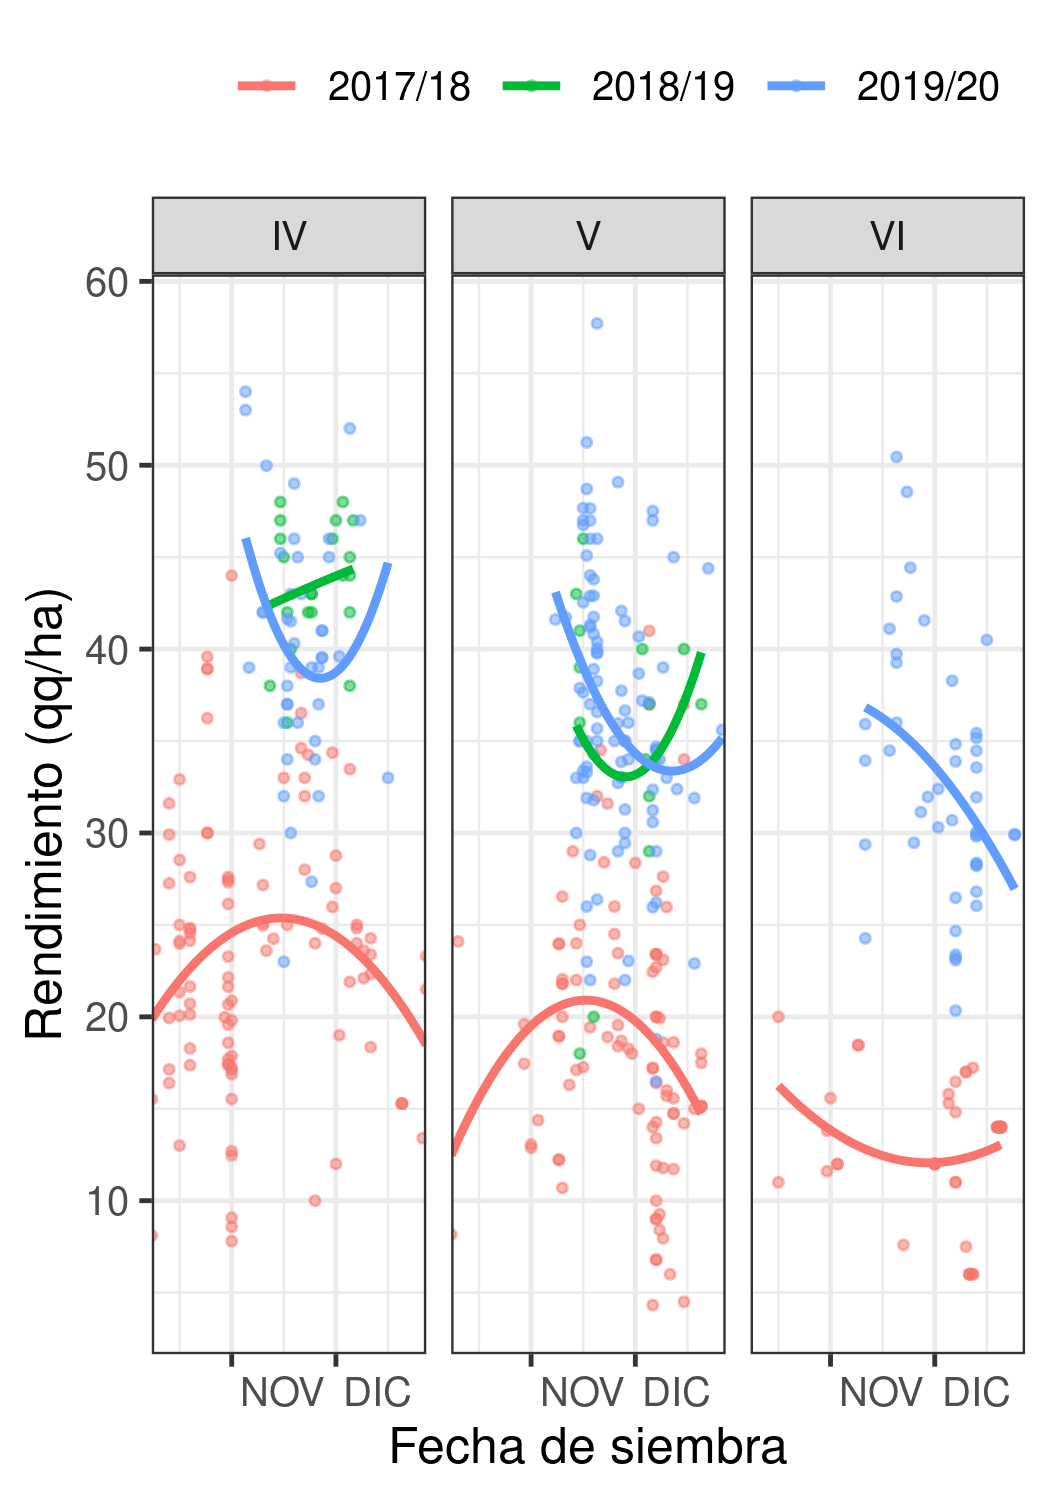 2017/18 2018/19 2019/20
IV V VI
60
50
40
30
20
10
Rendimiento (qq/ha)
NOV DIC NOV DIC NOV DIC
Fecha de siembra